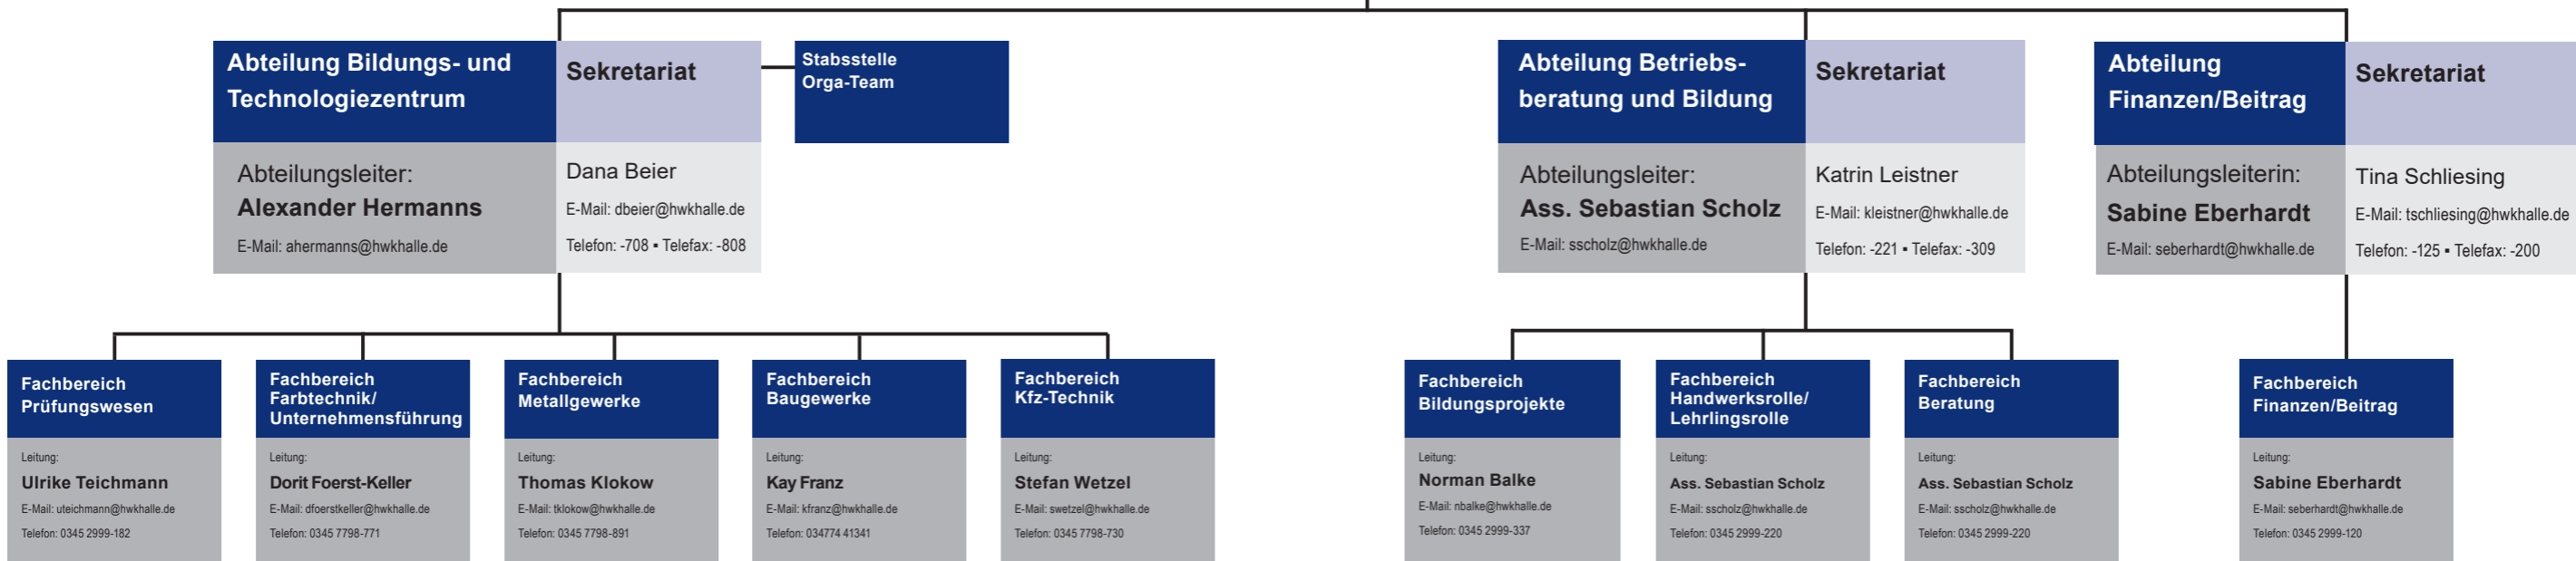 Abteilung Bildungs- und
Technologiezentrum
Sekretariat
Abteilungsleiter:
Alexander Hermanns
E-Mail: ahermanns@hwkhalle.de
Dana Beier
E-Mail: dbeier@hwkhalle.de
Telefon: -708 ▪ Telefax: -808
Stabsstelle
Orga-Team
Abteilung Betriebs-
beratung und Bildung
Sekretariat
Abteilungsleiter:
Ass. Sebastian Scholz
E-Mail: sscholz@hwkhalle.de
Katrin Leistner
E-Mail: kleistner@hwkhalle.de
Telefon: -221 ▪ Telefax: -309
Abteilung
Finanzen/Beitrag
Sekretariat
Abteilungsleiterin:
Sabine Eberhardt
E-Mail: seberhardt@hwkhalle.de
Tina Schliesing
E-Mail: tschliesing@hwkhalle.de
Telefon: -125 ▪ Telefax: -200
Fachbereich
Prüfungswesen
Leitung:
Ulrike Teichmann
E-Mail: uteichmann@hwkhalle.de
Telefon: 0345 2999-182
Fachbereich
Farbtechnik/
Unternehmensführung
Leitung:
Dorit Foerst-Keller
E-Mail: dfoerstkeller@hwkhalle.de
Telefon: 0345 7798-771
Fachbereich
Metallgewerke
Leitung:
Thomas Klokow
E-Mail: tklokow@hwkhalle.de
Telefon: 0345 7798-891
Fachbereich
Baugewerke
Leitung:
Kay Franz
E-Mail: kfranz@hwkhalle.de
Telefon: 034774 41341
Fachbereich
Kfz-Technik
Leitung:
Stefan Wetzel
E-Mail: swetzel@hwkhalle.de
Telefon: 0345 7798-730
Fachbereich
Bildungsprojekte
Leitung:
Norman Balke
E-Mail: nbalke@hwkhalle.de
Telefon: 0345 2999-337
Fachbereich
Handwerksrolle/
Lehrlingsrolle
Leitung:
Ass. Sebastian Scholz
E-Mail: sscholz@hwkhalle.de
Telefon: 0345 2999-220
Fachbereich
Beratung
Leitung:
Ass. Sebastian Scholz
E-Mail: sscholz@hwkhalle.de
Telefon: 0345 2999-220
Fachbereich
Finanzen/Beitrag
Leitung:
Sabine Eberhardt
E-Mail: seberhardt@hwkhalle.de
Telefon: 0345 2999-120